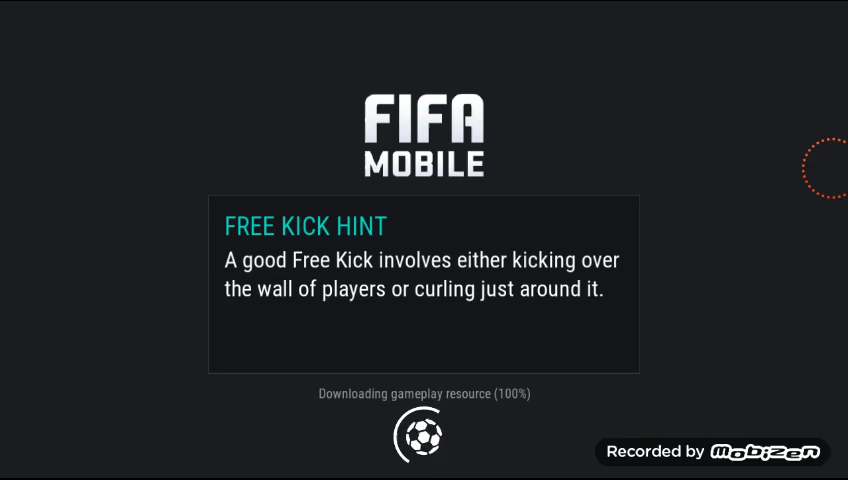 FIFA
MOBILE
FREE KICK HINT
A good Free Kick involves either kicking over
the wall of players or curling just around it.
Downloading gameplay resource (100%)
Recorded by Mobizen